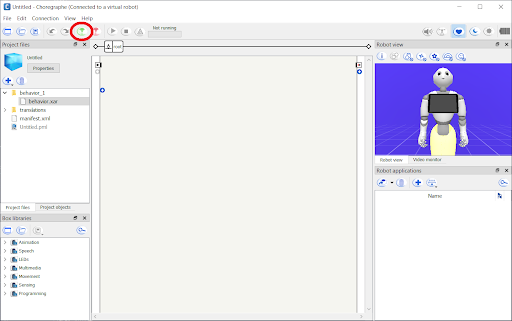 Untitled - Choregraphe (Connected to a virtual robot)
File Edit Connection View Help
Not running
Project files
Untitled
Properties
behavior_1
behavior.xar
translations
manifest.xml
Untitled.pml
Project files Project objects
Box libraries
Animation
Speech
LEDs
Multimedia
Movement
Sensing
Programming
root
Robot view
Robot view Video monitor
Robot applications
Name